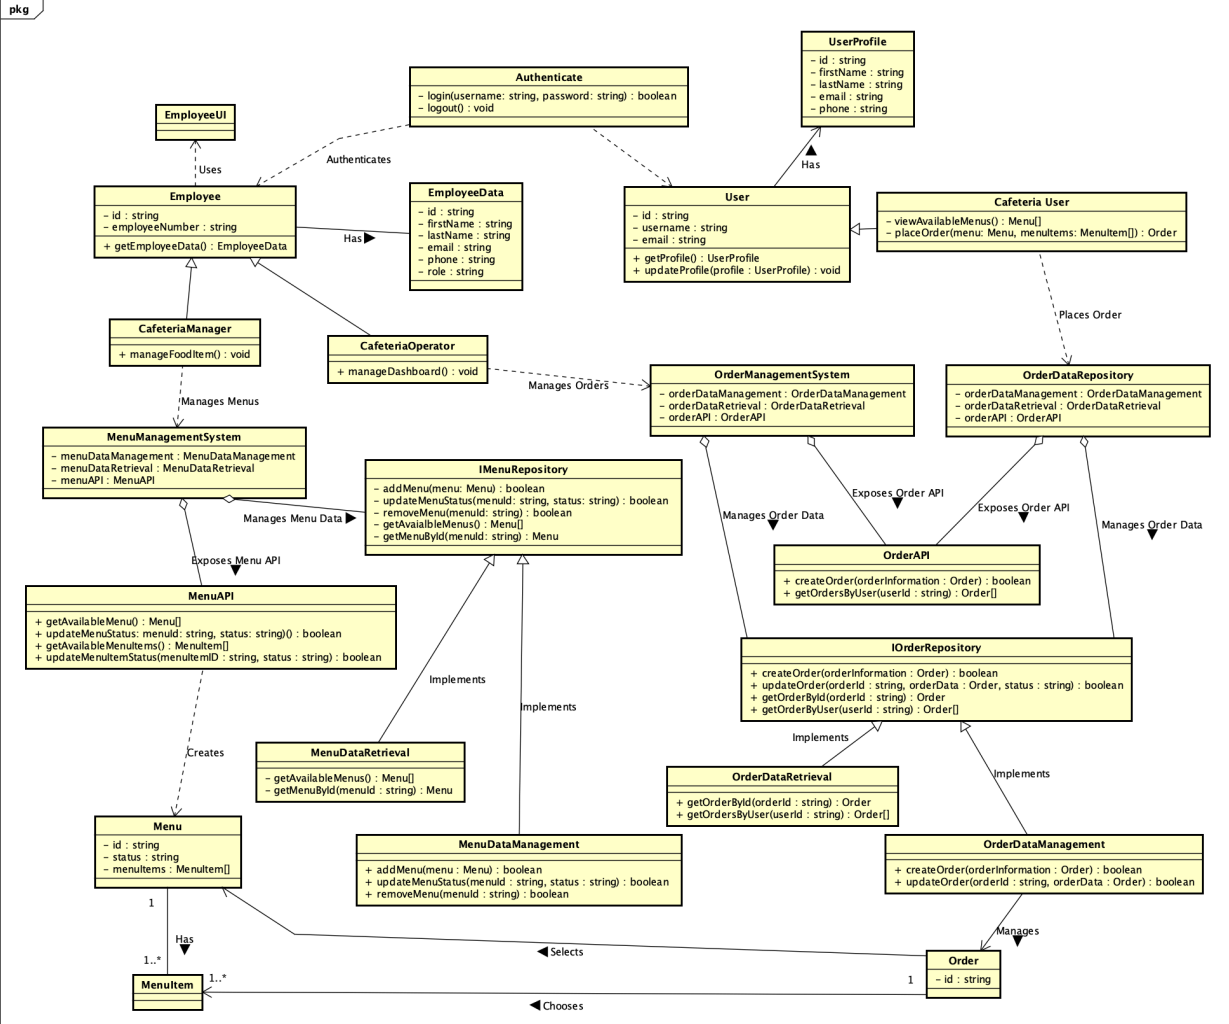 pkg
UserProfile
– id : string
– firstName : string
– lastName : string
– email : string
– phone : string
Authenticate
– login(username: string, password: string) : boolean
– logout() : void
EmployeeUI
Authenticates
Has
Uses
Employee
– id : string
– employeeNumber : string
+ getEmployeeData() : EmployeeData
Has
EmployeeData
– id : string
– firstName : string
– lastName : string
– email : string
– phone : string
– role : string
User
– id : string
– username : string
– email : string
+ getProfile() : UserProfile
+ updateProfile(profile : UserProfile) : void
Cafeteria User
– viewAvailableMenus() : Menu[]
– placeOrder(menu: Menu, menuItems: MenuItem[]) : Order
Places Order
CafeteriaManager
+ manageFoodItem() : void
CafeteriaOperator
+ manageDashboard() : void
Manages Orders
Manages Menus
OrderManagementSystem
– orderDataManagement : OrderDataManagement
– orderDataRetrieval : OrderDataRetrieval
– orderAPI : OrderAPI
OrderDataRepository
– orderDataManagement : OrderDataManagement
– orderDataRetrieval : OrderDataRetrieval
– orderAPI : OrderAPI
MenuManagementSystem
– menuDataManagement : MenuDataManagement
– menuDataRetrieval : MenuDataRetrieval
– menuAPI : MenuAPI
Manages Menu Data
IMenuRepository
– addMenu(menu: Menu) : boolean
– updateMenuStatus(menuId: string, status: string) : boolean
– removeMenu(menuId: string) : boolean
– getAvaialbleMenus() : Menu[]
– getMenuById(menuId: string) : Menu
Exposes Order API
Exposes Order API
Manages Order Data
Manages Order Data
Exposes Menu API
OrderAPI
+ createOrder(orderInformation : Order) : boolean
+ getOrdersByUser(userId : string) : Order[]
MenuAPI
+ getAvailableMenu() : Menu[]
+ updateMenuStatus: menuId: string, status: string)() : boolean
+ getAvailableMenuItems() : MenuItem[]
+ updateMenuItemStatus(menuItemID : string, status : string) : boolean
IOrderRepository
+ createOrder(orderInformation : Order) : boolean
+ updateOrder(orderId : string, orderData : Order, status : string) : boolean
+ getOrderById(orderId : string) : Order
+ getOrderByUser(userId : string) : Order[]
Implements
Implements
Implements
Implements
Creates
MenuDataRetrieval
– getAvailableMenus() : Menu[]
– getMenuById(menuId : string) : Menu
OrderDataRetrieval
+ getOrderById(orderId : string) : Order
+ getOrdersByUser(userId : string) : Order[]
Menu
– id : string
– status : string
– menuItems : MenuItem[]
MenuDataManagement
+ addMenu(menu : Menu) : boolean
+ updateMenuStatus(menuId : string, status : string) : boolean
+ removeMenu(menuId : string) : boolean
OrderDataManagement
+ createOrder(orderInformation : Order) : boolean
+ updateOrder(orderId : string, orderData : Order) : boolean
1
Has
1..*
Manages
Selects
Order
– id : string
MenuItem
1..*
1
Chooses